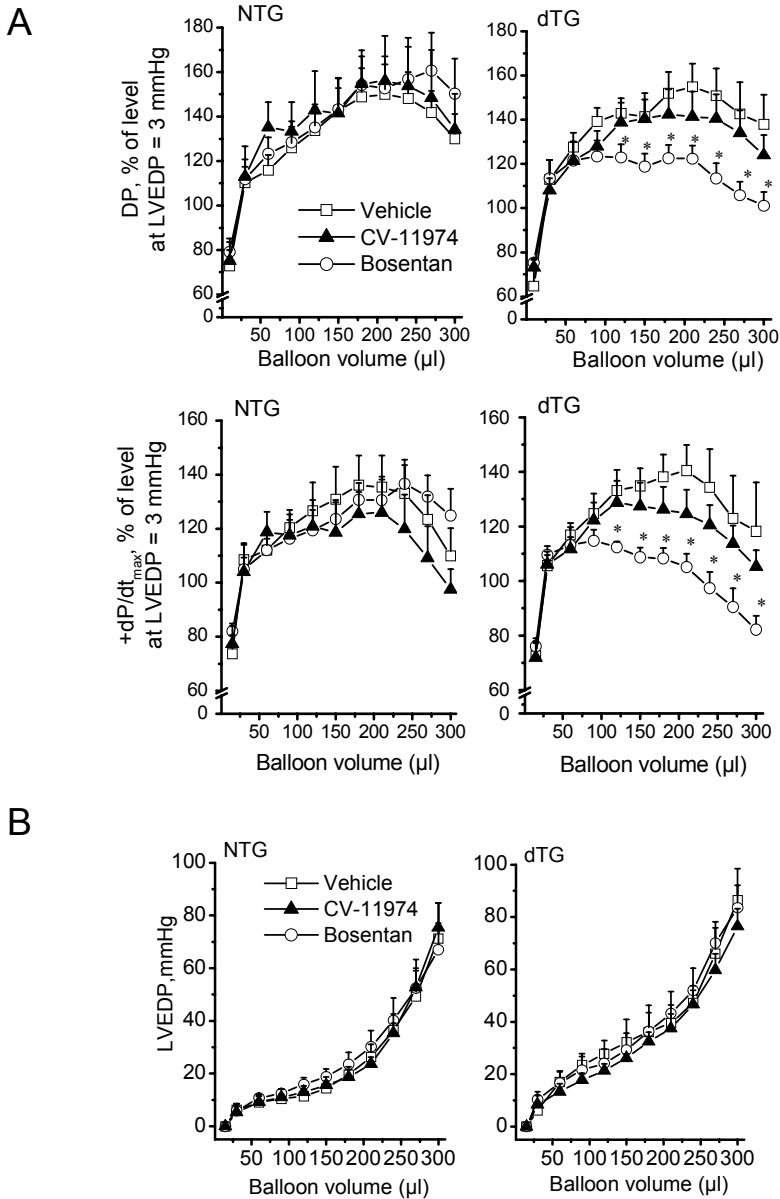 A
NTG
dTG
DP, % of level
at LVEDP = 3 mmHg
180
160
140
120
100
80
60
0
Vehicle
CV-11974
Bosentan
50 100 150 200 250 300
Balloon volume (µl)
180
160
140
120
100
80
60
0
* * * * * * *
50 100 150 200 250 300
Balloon volume (µl)
NTG
dTG
+dP/dtmax, % of level
at LVEDP = 3 mmHg
160
140
120
100
80
60
0
50 100 150 200 250 300
Balloon volume (µl)
160
140
120
100
80
60
0
* * * * * * *
50 100 150 200 250 300
Balloon volume (µl)
B
NTG
dTG
LVEDP,mmHg
100
80
60
40
20
0
Vehicle
CV-11974
Bosentan
50 100 150 200 250 300
Balloon volume (µl)
100
80
60
40
20
0
50 100 150 200 250 300
Balloon volume (µl)